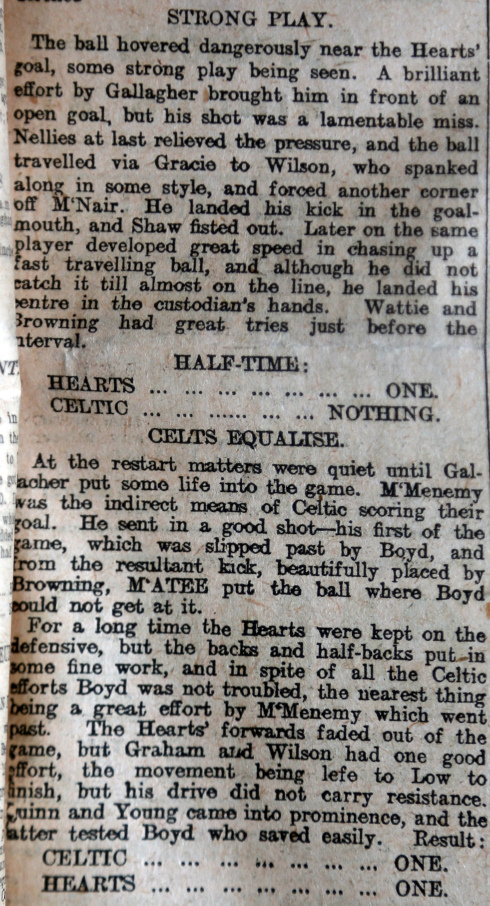 STRONG PLAY.
The ball hovered dangerously near the Hearts'
goal, some strong play being seen. A brilliant
effort by Gallagher brought him in front of an
open goal, but his shot was a lamentable miss.
Nellies at last relieved the pressure, and the ball
travelled via Gracie to Wilson, who spanked
along in some style, and forced another corner
off M'Nair. He landed his kick in the goal-
mouth, and Shaw fisted out. Later on the same
player developed great speed in chasing up a
fast travelling ball, and although he did not
catch it till almost on the line, he landed his
centre in the custodian's hands. Wattie and
Browning had great tries just before the
nterval.
HALF-TIME:
HEARTS ... ... ... ... ... ... ... ONE.
CELTIC ... ... ...... ... ... NOTHING.
CELTS EQUALISE.
At the restart matters were quiet until Gal-
lacher put some life into the game. M'Menemy
was the indirect means of Celtic scoring their
goal. He sent in a good shot—his first of the
game, which was slipped past by Boyd, and
from the resultant kick, beautifully placed by
Browning, M'ATEE put the ball where Boyd
could not get at it.
For a long time the Hearts were kept on the
defensive, but the backs and half-backs put in
some fine work, and in spite of all the Celtic
efforts Boyd was not troubled, the nearest thing
being a great effort by M'Menemy which went
past. The Hearts' forwards faded out of the
game, but Graham and Wilson had one good
effort, the movement being lefe to Low to
finish, but his drive did not carry resistance.
Quinn and Young came into prominence, and the
latter tested Boyd who saved easily. Result:
CELTIC ... ... ... ... ... ... ... ONE.
HEARTS ... ... ... ... ... ... ... ONE.